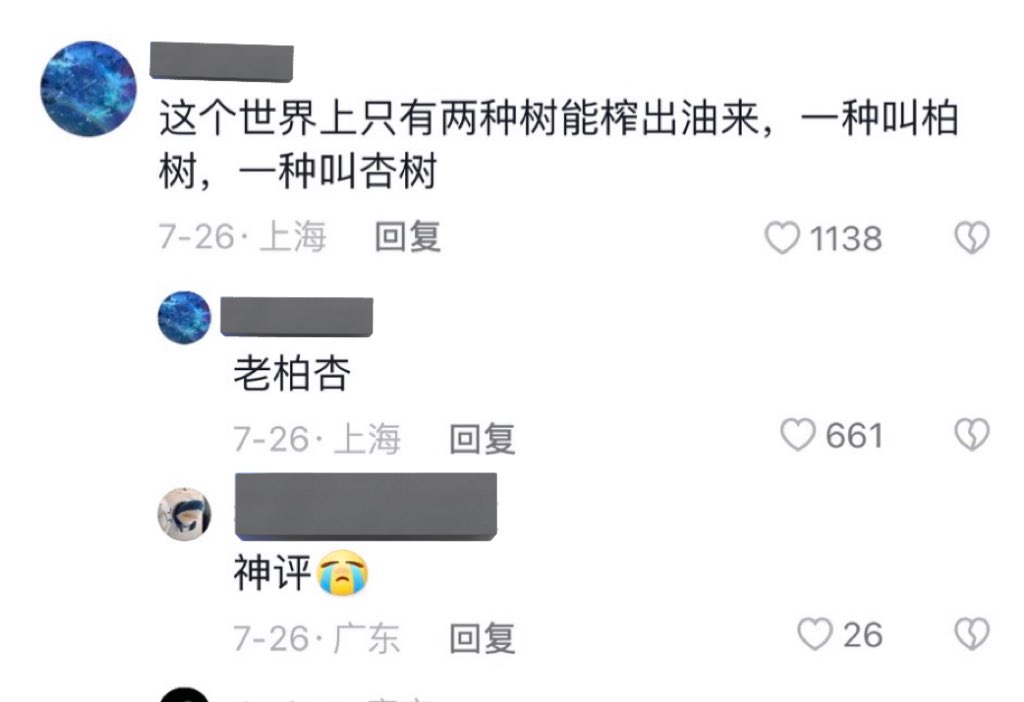 这个世界上只有两种树能榨出油来，一种叫柏
树，一种叫杏树
7-26 · 上海 回复 1138
老柏杏
7-26 · 上海 回复 661
神评😭
7-26 · 广东 回复 26